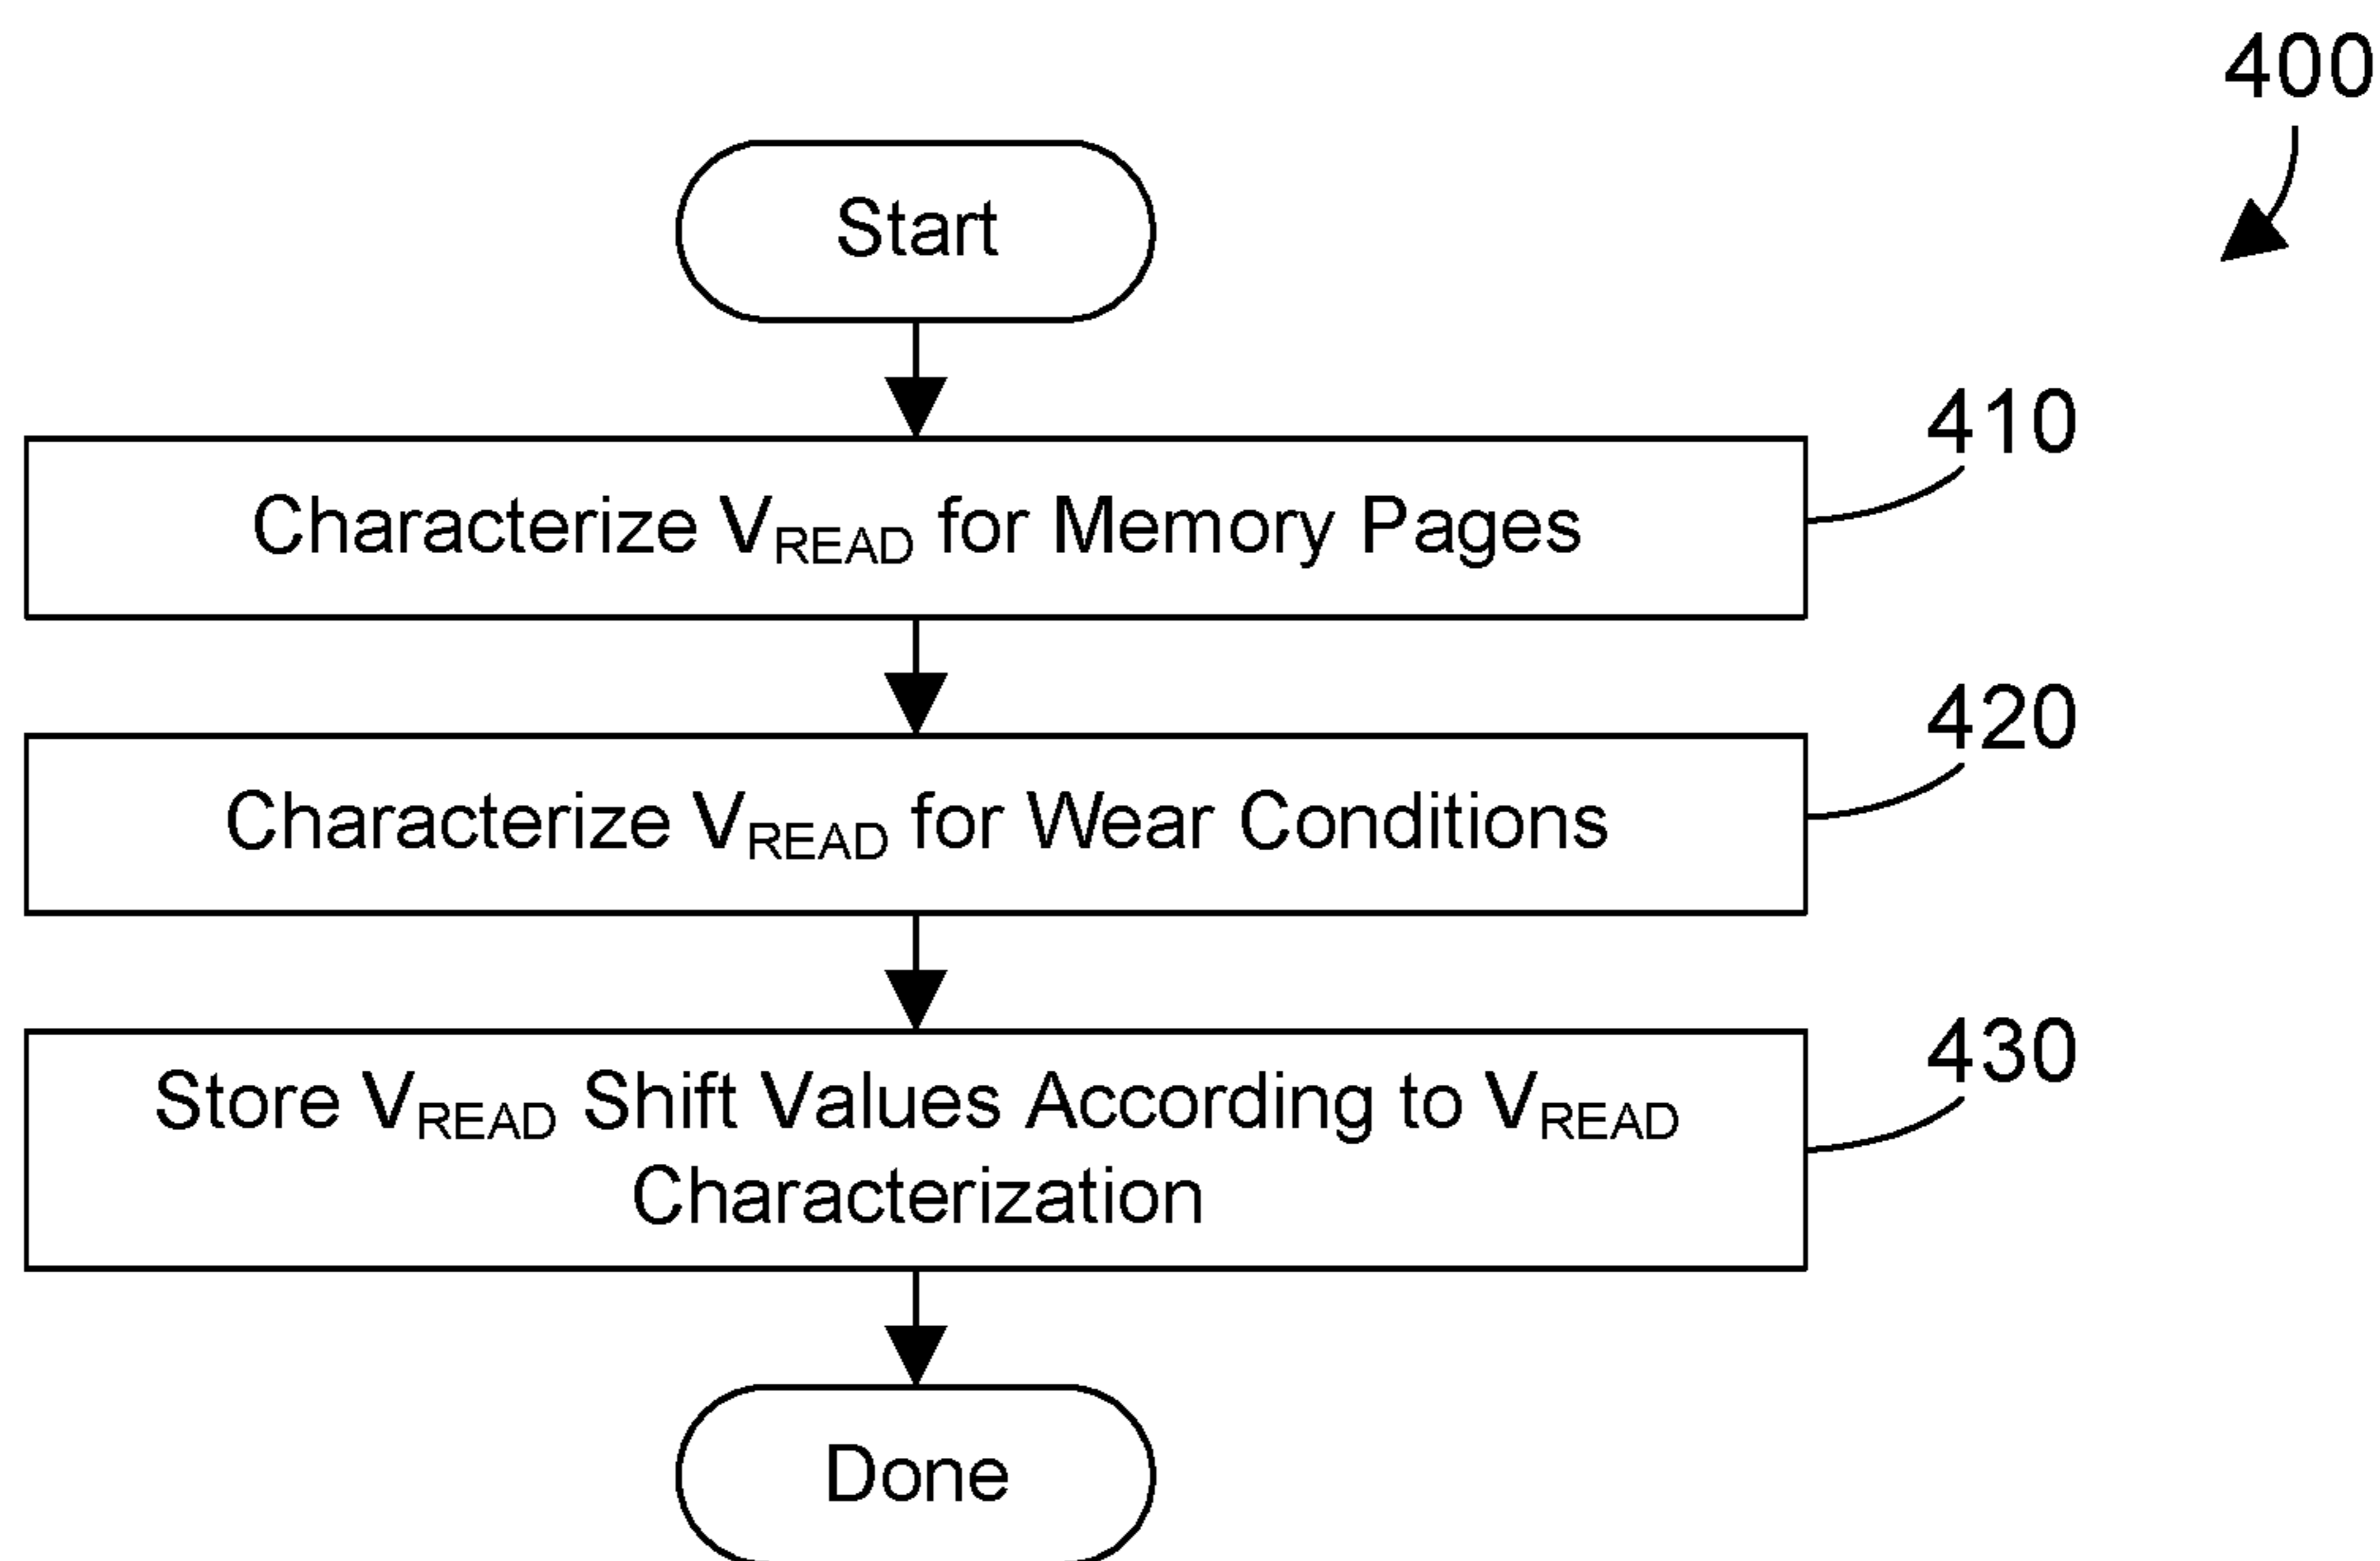 400
Start
410
Characterize VREAD for Memory Pages
420
Characterize VREAD for Wear Conditions
430
Store VREAD Shift Values According to VREAD
Characterization
Done